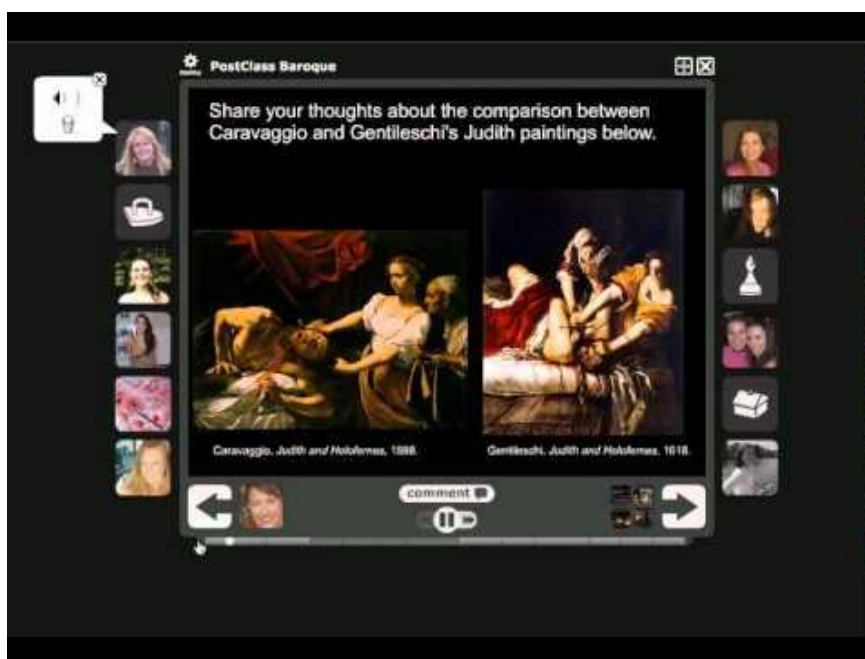 PostClass Baroque
Share your thoughts about the comparison between
Caravaggio and Gentileschi's Judith paintings below.
Caravaggio, Judith and Holofernes, 1598.
Gentileschi, Judith and Holofernes, 1618.
comment